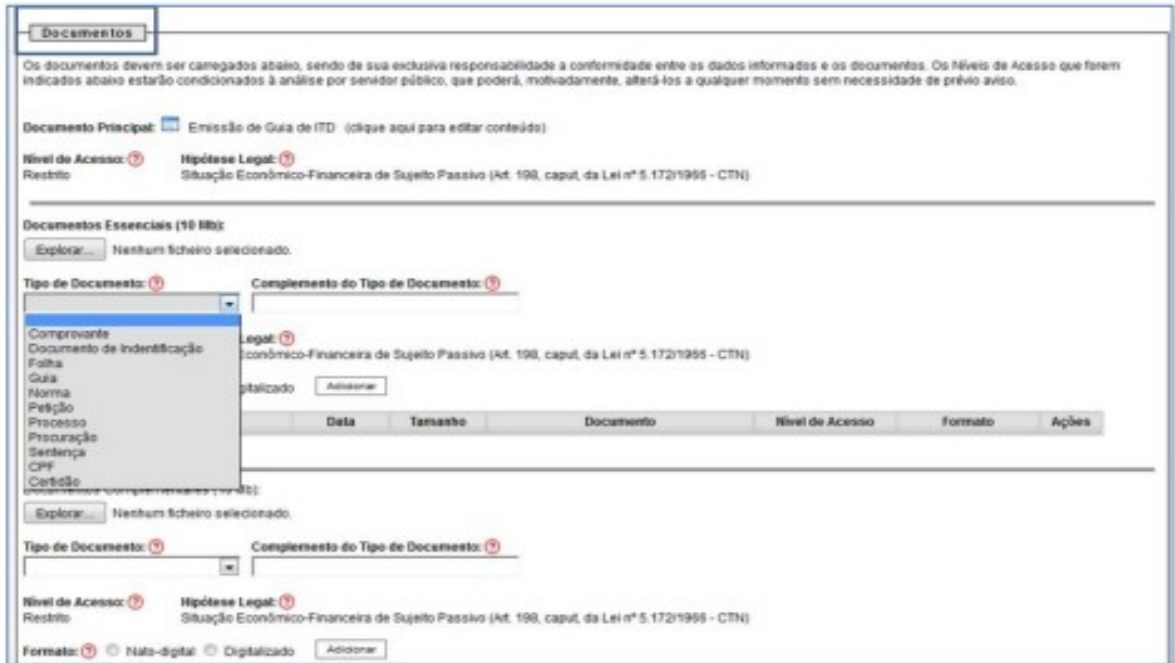 Documentos
Os documentos devem ser carregados abaixo, sendo de sua exclusiva responsabilidade a conformidade entre os dados informados e os documentos. Os Níveis de Acesso que forem
indicados abaixo estarão condicionados à análise por servidor público, que poderá, motivadamente, alterá-los a qualquer momento sem necessidade de prévio aviso.
Documento Principal: Emissão de Guia de ITD (clique aqui para editar conteúdo)
Nível de Acesso: Hipótese Legal:
Restrito Situação Econômico-Financeira de Sujeito Passivo (Art. 198, caput, da Lei nº 5.172/1966 - CTN)
Documentos Essenciais (10 Mb):
Explorar... Nenhum ficheiro selecionado.
Tipo de Documento: Complemento do Tipo de Documento:
Comprovante
Documento de Indentificação
Folha
Guia
Norma
Petição
Processo
Procuração
Sentença
CPF
Certidão
Legal:
Econômico-Financeira de Sujeito Passivo (Art. 198, caput, da Lei nº 5.172/1966 - CTN)
gitalizado Adicionar
Data Tamanho Documento Nível de Acesso Formato Ações
Documentos Complementares (10 Mb):
Explorar... Nenhum ficheiro selecionado.
Tipo de Documento: Complemento do Tipo de Documento:
Nível de Acesso: Hipótese Legal:
Restrito Situação Econômico-Financeira de Sujeito Passivo (Art. 198, caput, da Lei nº 5.172/1966 - CTN)
Formato: Nato-digital Digitalizado Adicionar